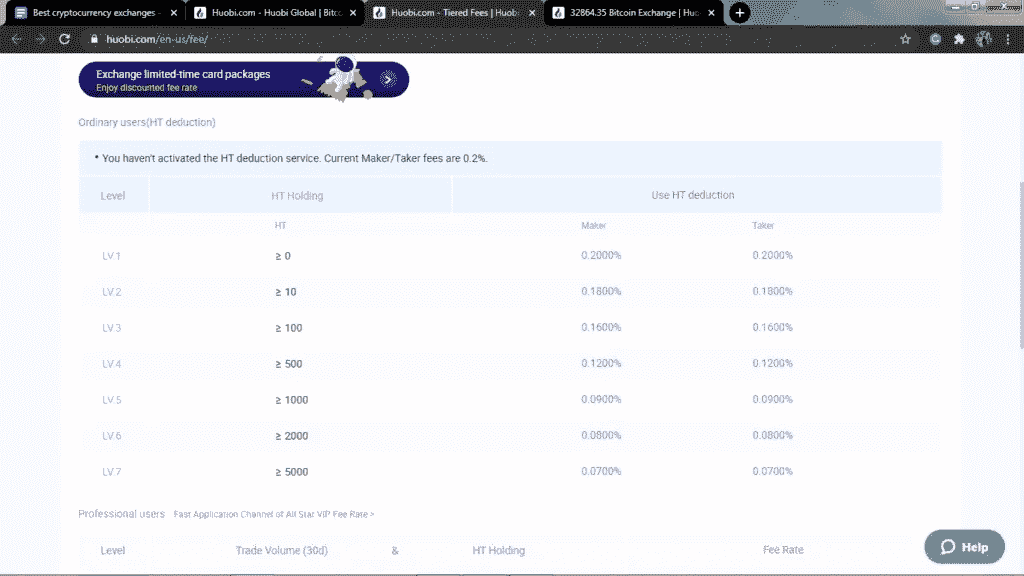 Best cryptocurrency exchanges -
Huobi.com - Huobi Global | Bitc
Huobi.com - Tiered Fees | Huob
32864.35 Bitcoin Exchange | Hu
huobi.com/en-us/fee/
Exchange limited-time card packages
Enjoy discounted fee rate
Ordinary users(HT deduction)
• You haven't activated the HT deduction service. Current Maker/Taker fees are 0.2%.
Level HT Holding Use HT deduction
HT Maker Taker
LV.1 ≥ 0 0.2000% 0.2000%
LV.2 ≥ 10 0.1800% 0.1800%
LV.3 ≥ 100 0.1600% 0.1600%
LV.4 ≥ 500 0.1200% 0.1200%
LV.5 ≥ 1000 0.0900% 0.0900%
LV.6 ≥ 2000 0.0800% 0.0800%
LV.7 ≥ 5000 0.0700% 0.0700%
Professional users Fast Application Channel of All Star VIP Fee Rate >
Level Trade Volume (30d) & HT Holding Fee Rate
Help